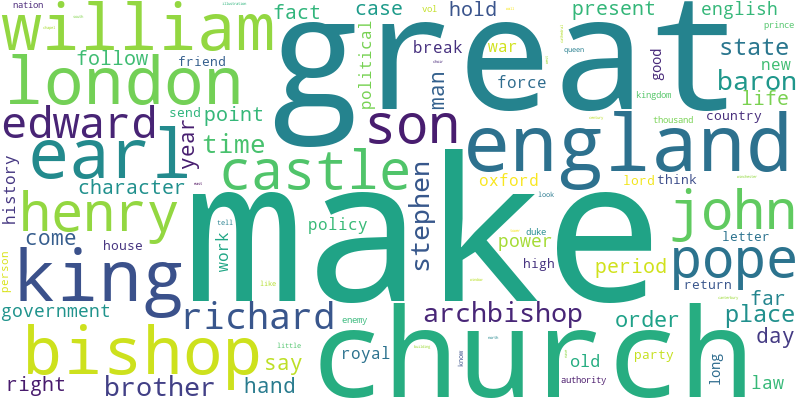 nation
fact
case
hold
present
english
william
great
vol
prince
follow
political
break
war
good
state
london
friend
man
queen
new
baron
force
kingdom
life
edward
send
point
son
england
thousand
country
earl
year
time
castle
stephen
oxford
lord
think
history
character
henry
make
john
come
house
work
tell
policy
power
duke
look
letter
pope
king
high
period
person
like
return
far
government
richard
archbishop
order
place
enemy
bishop
church
day
little
say
royal
old
party
know
long
right
brother
hand
authority
law